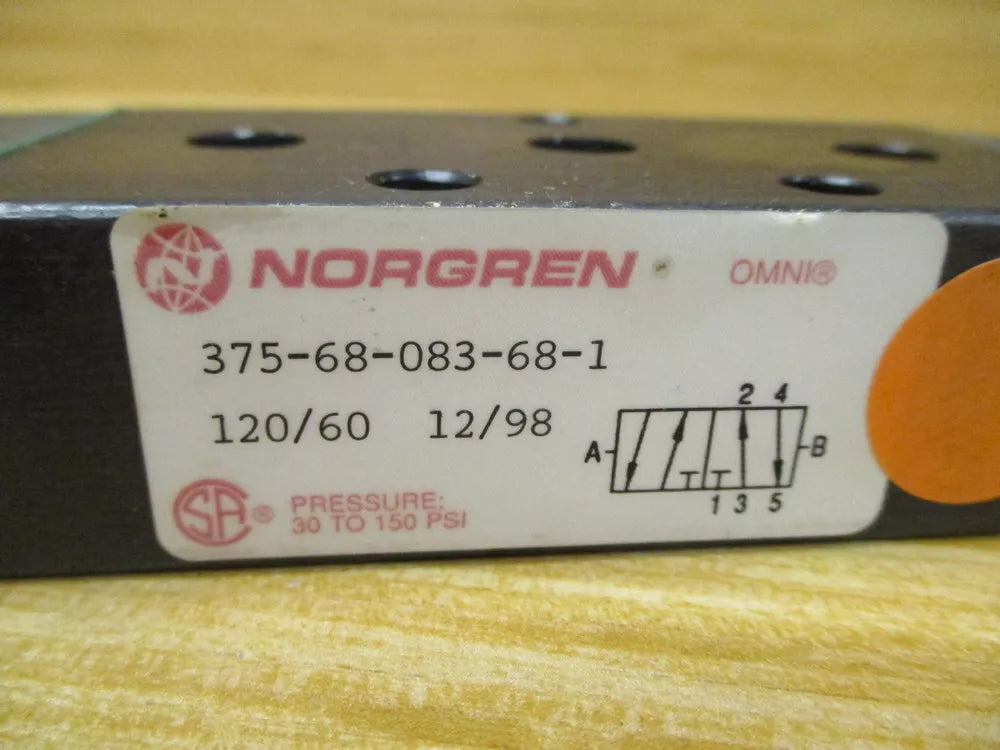 N NORGREN OMNI®
375-68-083-68-1
120/60 12/98
2 4
A B
1 3 5
SA® PRESSURE:
30 TO 150 PSI